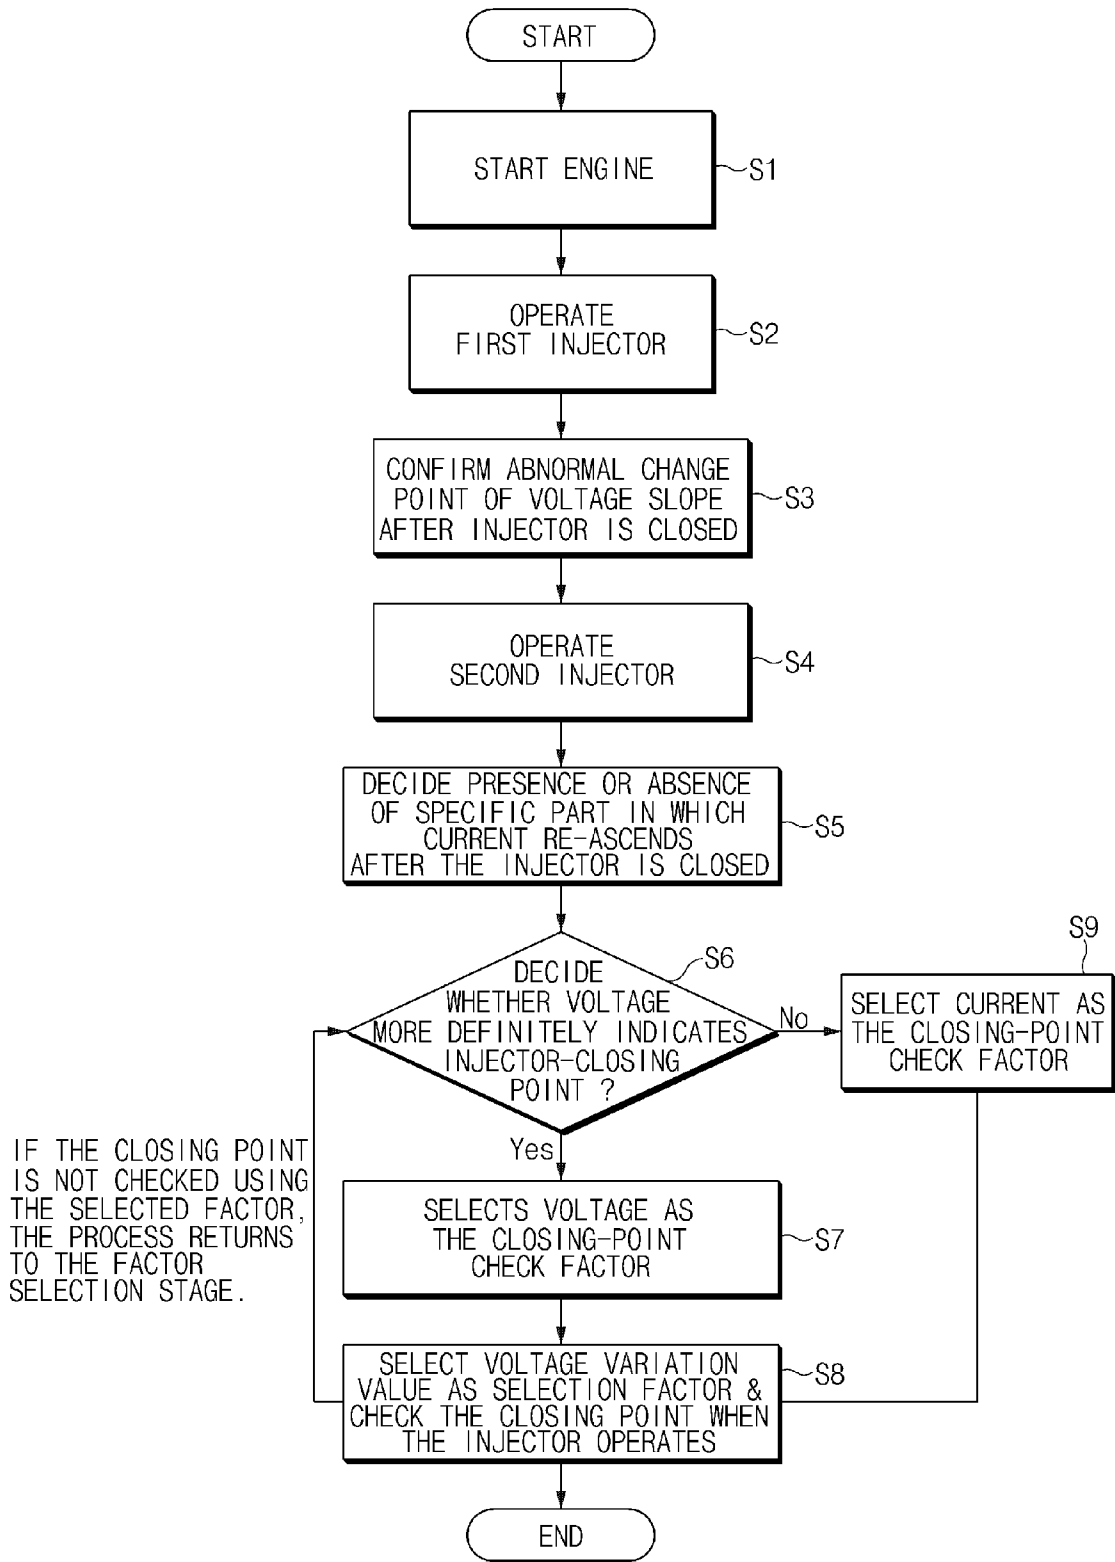 START
START ENGINE
S1
OPERATE
FIRST INJECTOR
S2
CONFIRM ABNORMAL CHANGE
POINT OF VOLTAGE SLOPE
AFTER INJECTOR IS CLOSED
S3
OPERATE
SECOND INJECTOR
S4
DECIDE PRESENCE OR ABSENCE
OF SPECIFIC PART IN WHICH
CURRENT RE-ASCENDS
AFTER THE INJECTOR IS CLOSED
S5
DECIDE
WHETHER VOLTAGE
MORE DEFINITELY INDICATES
INJECTOR-CLOSING
POINT ?
S6
No
S9
SELECT CURRENT AS
THE CLOSING-POINT
CHECK FACTOR
Yes
IF THE CLOSING POINT
IS NOT CHECKED USING
THE SELECTED FACTOR,
THE PROCESS RETURNS
TO THE FACTOR
SELECTION STAGE.
SELECTS VOLTAGE AS
THE CLOSING-POINT
CHECK FACTOR
S7
SELECT VOLTAGE VARIATION
VALUE AS SELECTION FACTOR &
CHECK THE CLOSING POINT WHEN
THE INJECTOR OPERATES
S8
END